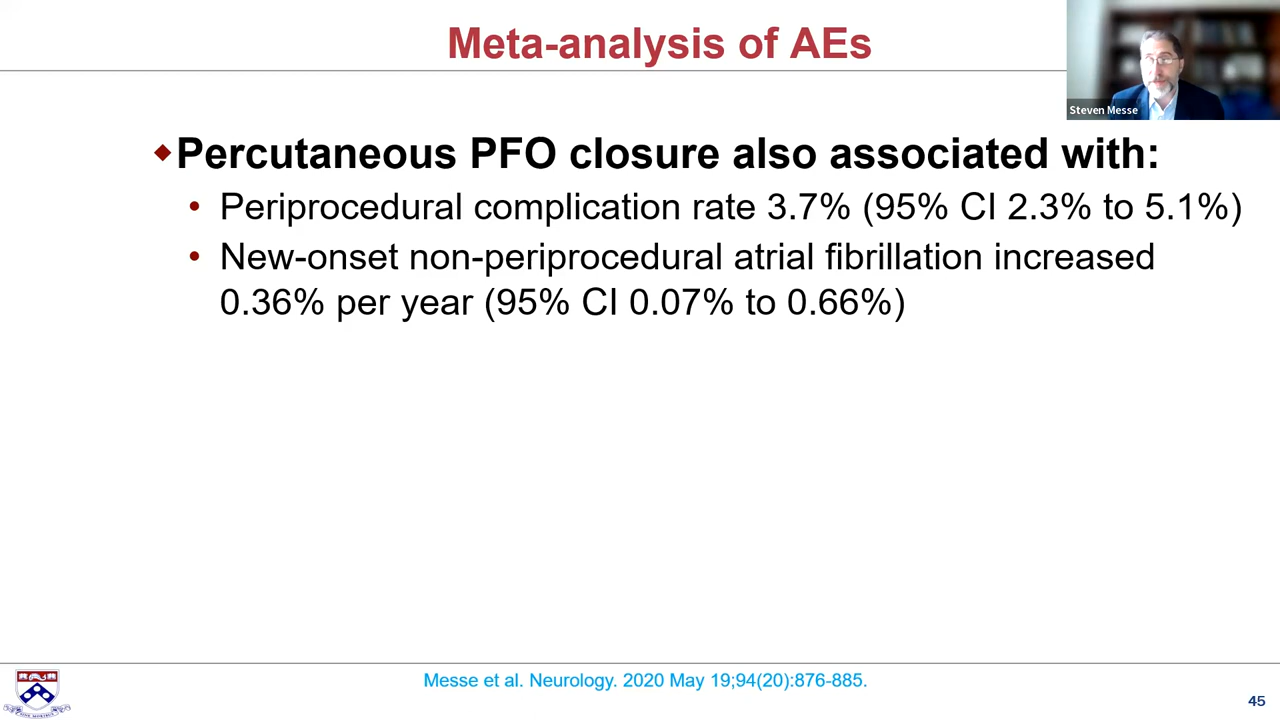 Meta-analysis of AEs
Steven Messe
◆Percutaneous PFO closure also associated with:
• Periprocedural complication rate 3.7% (95% CI 2.3% to 5.1%)
• New-onset non-periprocedural atrial fibrillation increased
0.36% per year (95% CI 0.07% to 0.66%)
Messe et al. Neurology. 2020 May 19;94(20):876-885.
45